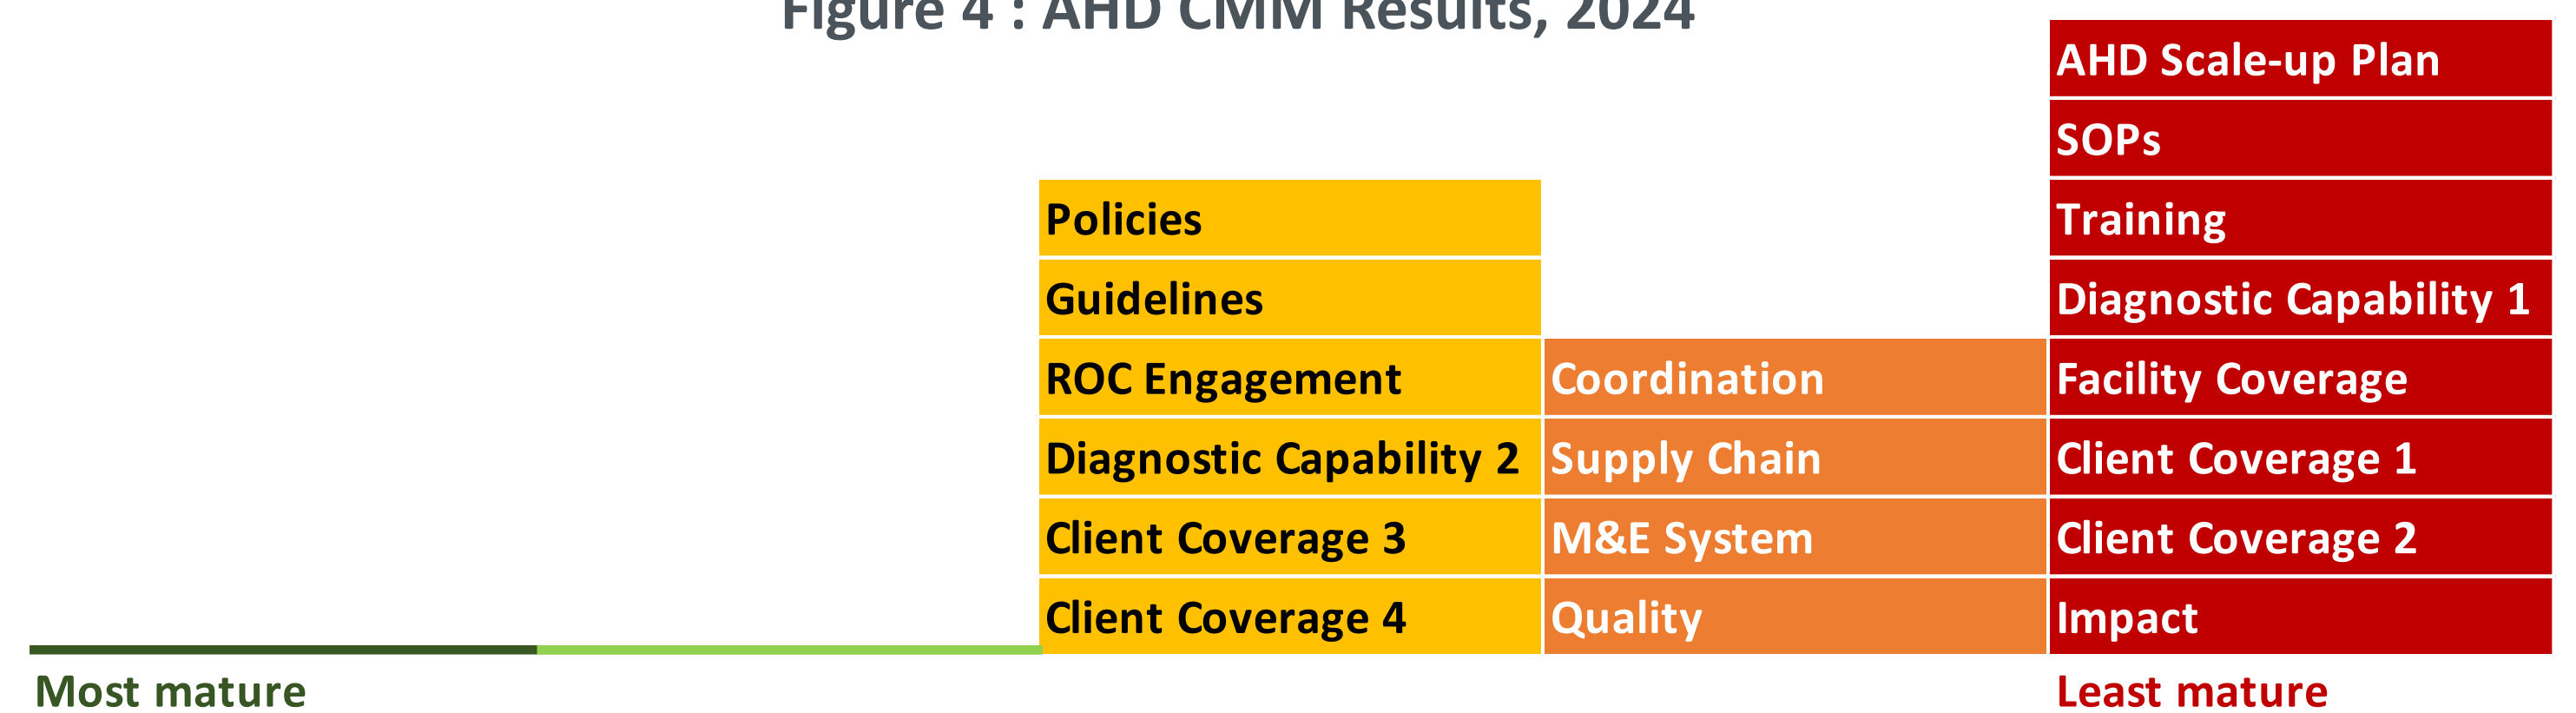 Figure 4 : AHD CMM Results, 2024
AHD Scale-up Plan
SOPs
Policies
Training
Guidelines
Diagnostic Capability 1
ROC Engagement
Coordination
Facility Coverage
Diagnostic Capability 2
Supply Chain
Client Coverage 1
Client Coverage 3
M&E System
Client Coverage 2
Client Coverage 4
Quality
Impact
Most mature
Least mature